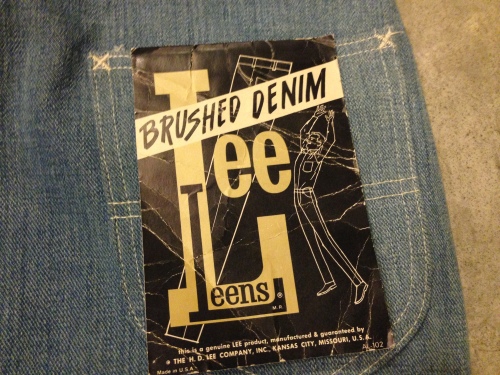 BRUSHED DENIM
Lee
Leens®
M.R.
this is a genuine LEE product, manufactured & guaranteed by
• THE H. D. LEE COMPANY, INC., KANSAS CITY, MISSOURI, U.S.A.
Made in U.S.A.